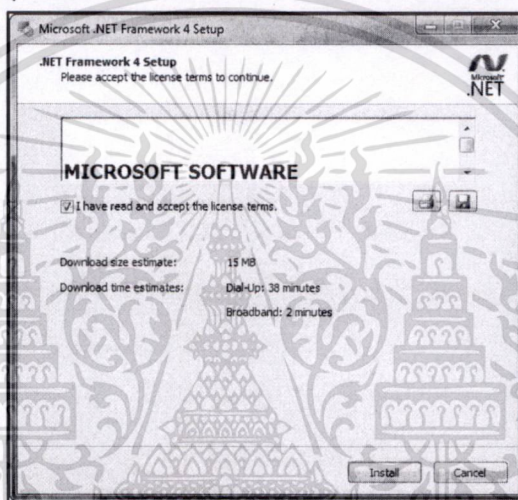 Microsoft .NET Framework 4 Setup
.NET Framework 4 Setup
Please accept the license terms to continue.
Microsoft
.NET
MICROSOFT SOFTWARE
I have read and accept the license terms.
Download size estimate: 15 MB
Download time estimates: Dial-Up: 38 minutes
Broadband: 2 minutes
Install Cancel